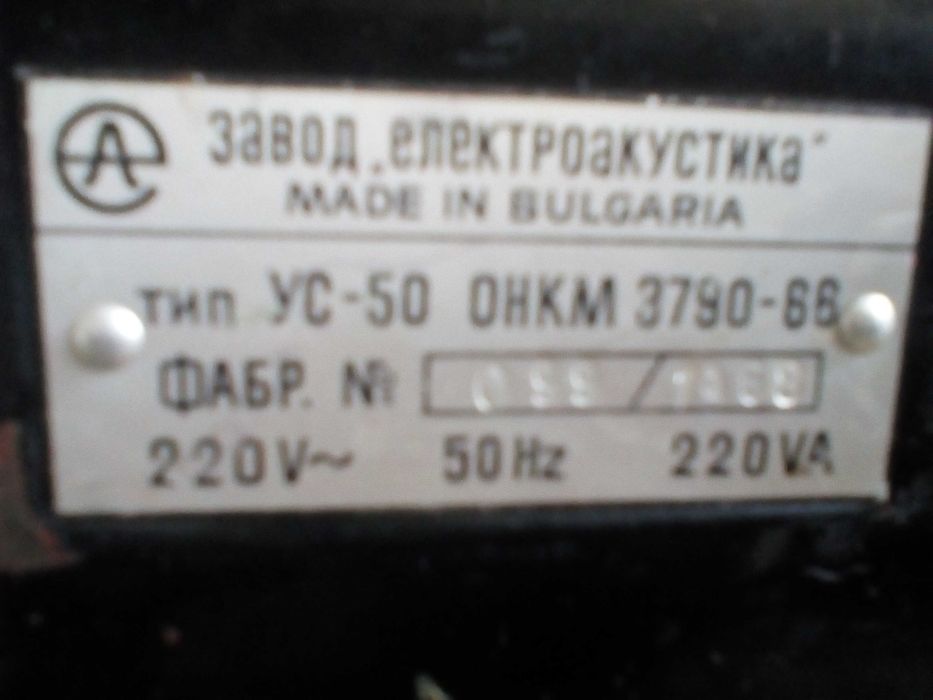 завод „електроакустика"
MADE IN BULGARIA
тип УС-50 ОНКМ 3790-66
ФАБР. №
220V~ 50Hz 220VA